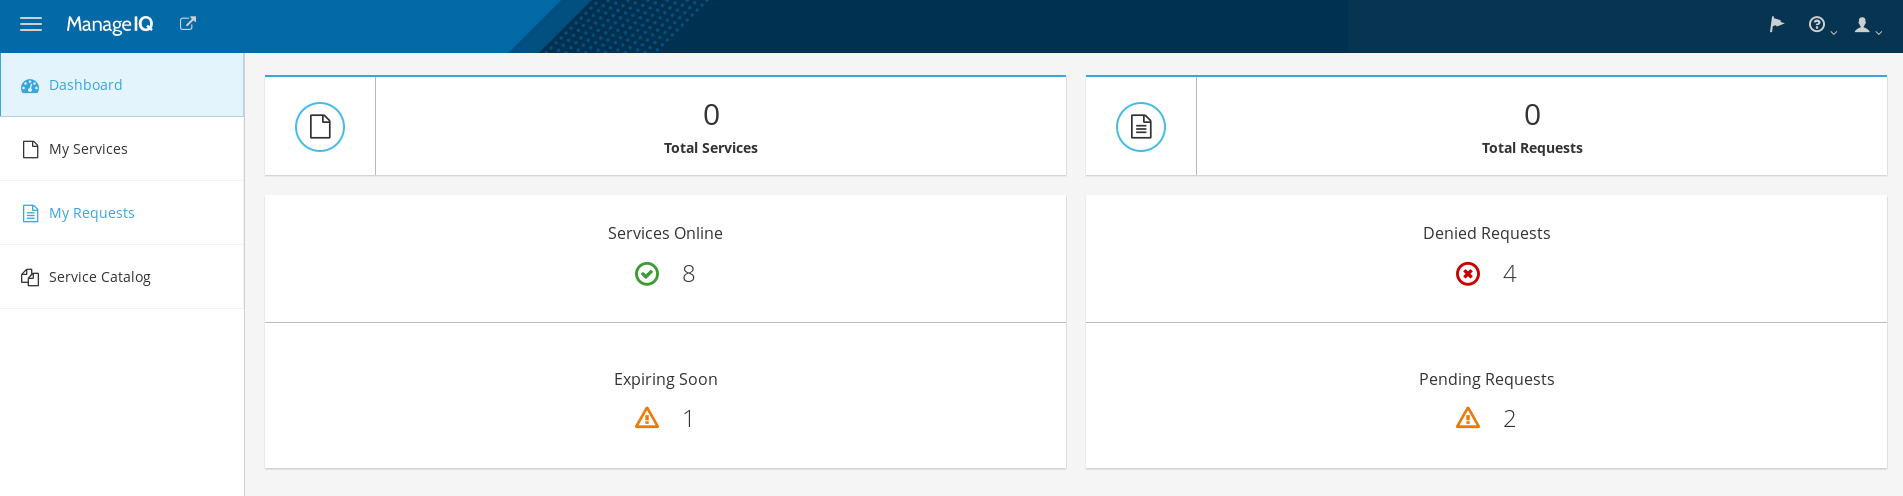 ManageIQ
Dashboard
My Services
My Requests
Service Catalog
0
Total Services
0
Total Requests
Services Online
8
Denied Requests
4
Expiring Soon
1
Pending Requests
2